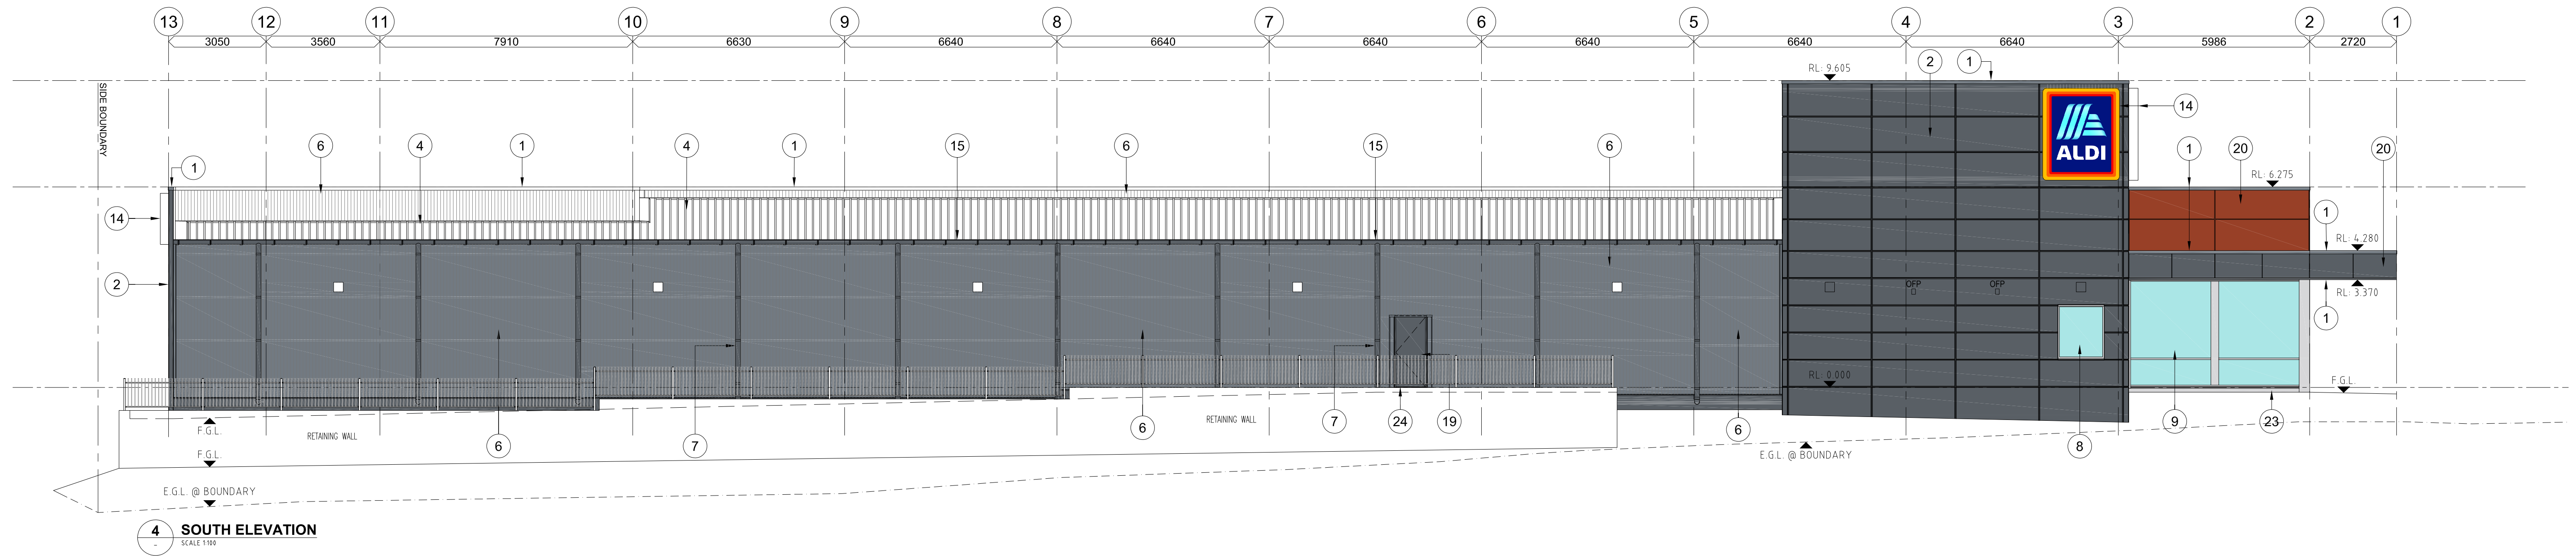 13 12 11 10 9 8 7 6 5 4 3 2 1
3050 3560 7910 6630 6640 6640 6640 6640 6640 6640 5986 2720
SIDE BOUNDARY
RL: 9.605
2 1
ALDI
14
1 6 4 1 4 1 15 6 15 6
1 20 20
RL: 6.275
14
1
RL: 4.280
2
OFP OFP
RL: 3.370
1
7 7
RL: 0.000
F.G.L.
F.G.L.
RETAINING WALL
6 7 6
RETAINING WALL
7 24 19 6 8 9 23
F.G.L.
E.G.L. @ BOUNDARY
E.G.L. @ BOUNDARY
4 SOUTH ELEVATION
- SCALE 1:100